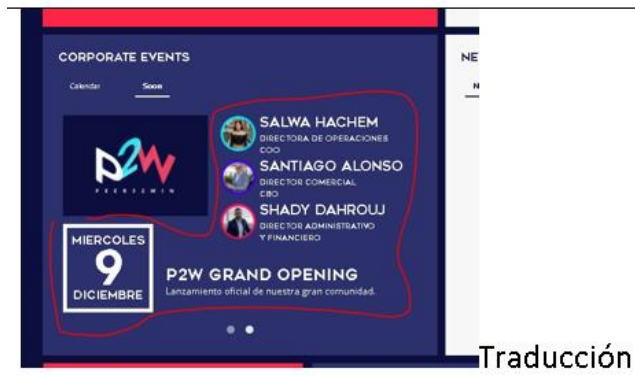 CORPORATE EVENTS
NE
Calendar
Soon
N
P2W
PEERS2WIN
SALWA HACHEM
DIRECTORA DE OPERACIONES
COO
SANTIAGO ALONSO
DIRECTOR COMERCIAL
CBO
SHADY DAHROUJ
DIRECTOR ADMINISTRATIVO
Y FINANCIERO
MIERCOLES
9
DICIEMBRE
P2W GRAND OPENING
Lanzamiento oficial de nuestra gran comunidad.
Traducción